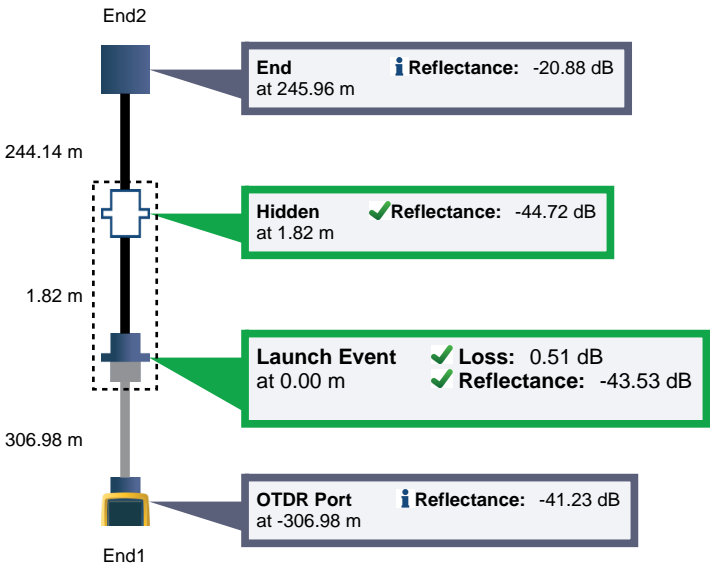 End2
End i Reflectance: -20.88 dB
at 245.96 m
244.14 m
Hidden Reflectance: -44.72 dB
at 1.82 m
1.82 m
Launch Event Loss: 0.51 dB
at 0.00 m Reflectance: -43.53 dB
306.98 m
OTDR Port i Reflectance: -41.23 dB
at -306.98 m
End1